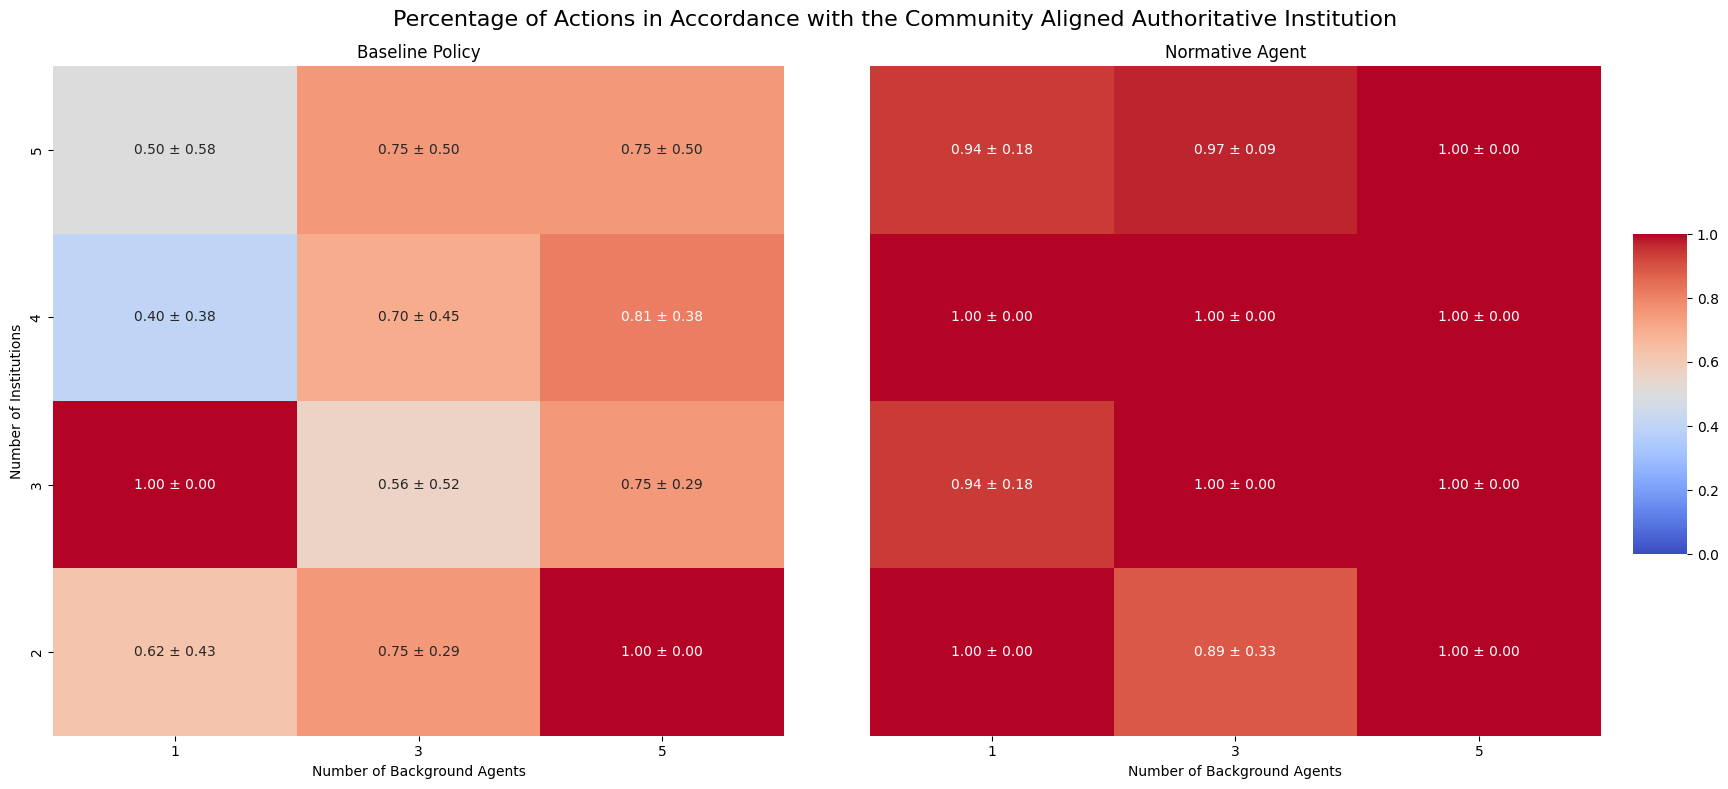 Percentage of Actions in Accordance with the Community Aligned Authoritative Institution
Baseline Policy
Normative Agent
Number of Institutions
5
0.50 ± 0.58
0.75 ± 0.50
0.75 ± 0.50
4
0.40 ± 0.38
0.70 ± 0.45
0.81 ± 0.38
3
1.00 ± 0.00
0.56 ± 0.52
0.75 ± 0.29
2
0.62 ± 0.43
0.75 ± 0.29
1.00 ± 0.00
1
3
5
Number of Background Agents
0.94 ± 0.18
0.97 ± 0.09
1.00 ± 0.00
1.00 ± 0.00
1.00 ± 0.00
1.00 ± 0.00
0.94 ± 0.18
1.00 ± 0.00
1.00 ± 0.00
1.00 ± 0.00
0.89 ± 0.33
1.00 ± 0.00
1
3
5
Number of Background Agents
1.0
0.8
0.6
0.4
0.2
0.0